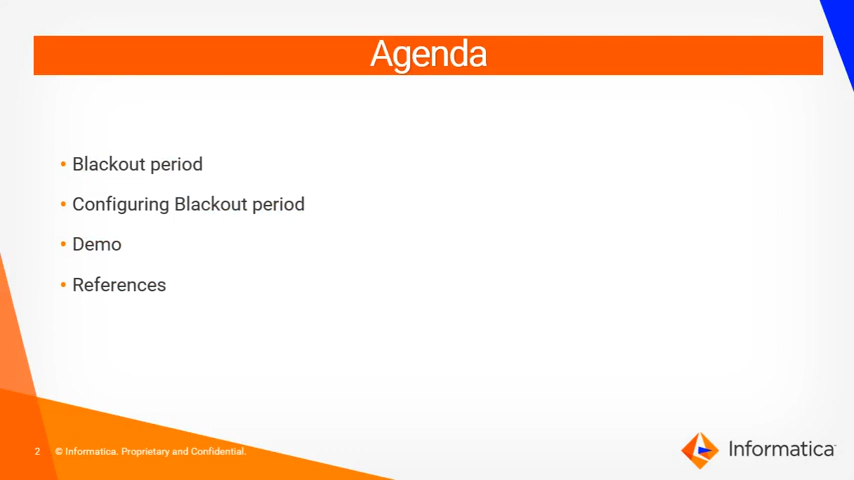 Agenda
• Blackout period
• Configuring Blackout period
• Demo
• References
2 © Informatica. Proprietary and Confidential.
Informatica